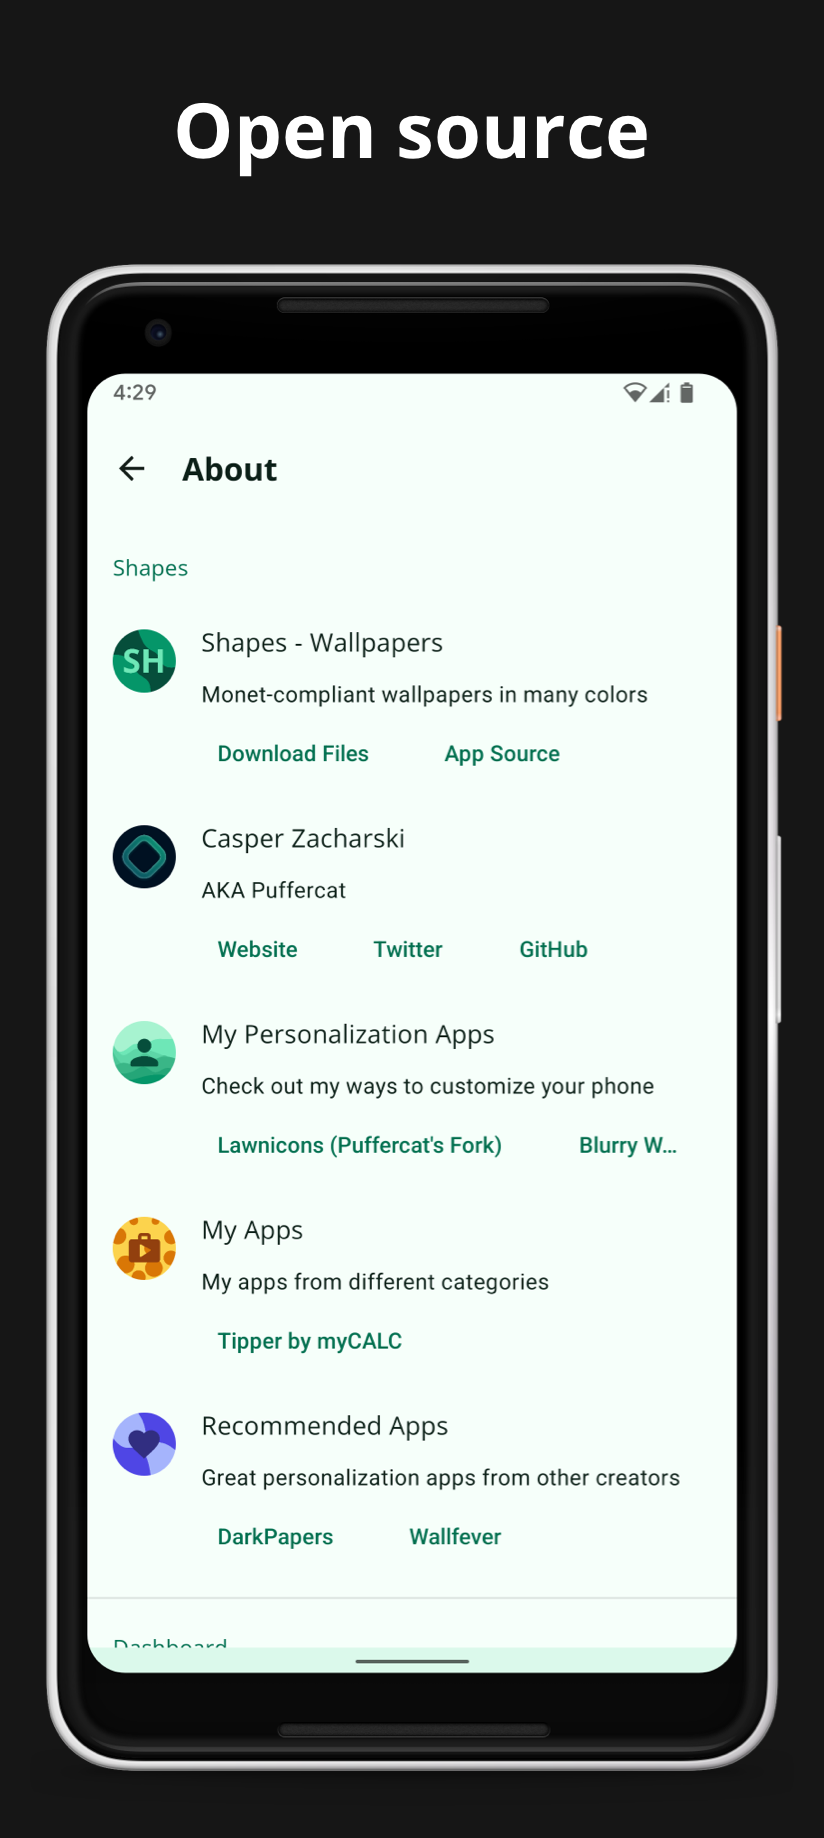 Open source
4:29
About
Shapes
SH
Shapes - Wallpapers
Monet-compliant wallpapers in many colors
Download Files App Source
Casper Zacharski
AKA Puffercat
Website Twitter GitHub
My Personalization Apps
Check out my ways to customize your phone
Lawnicons (Puffercat's Fork) Blurry W...
My Apps
My apps from different categories
Tipper by myCALC
Recommended Apps
Great personalization apps from other creators
DarkPapers Wallfever
Dashboard